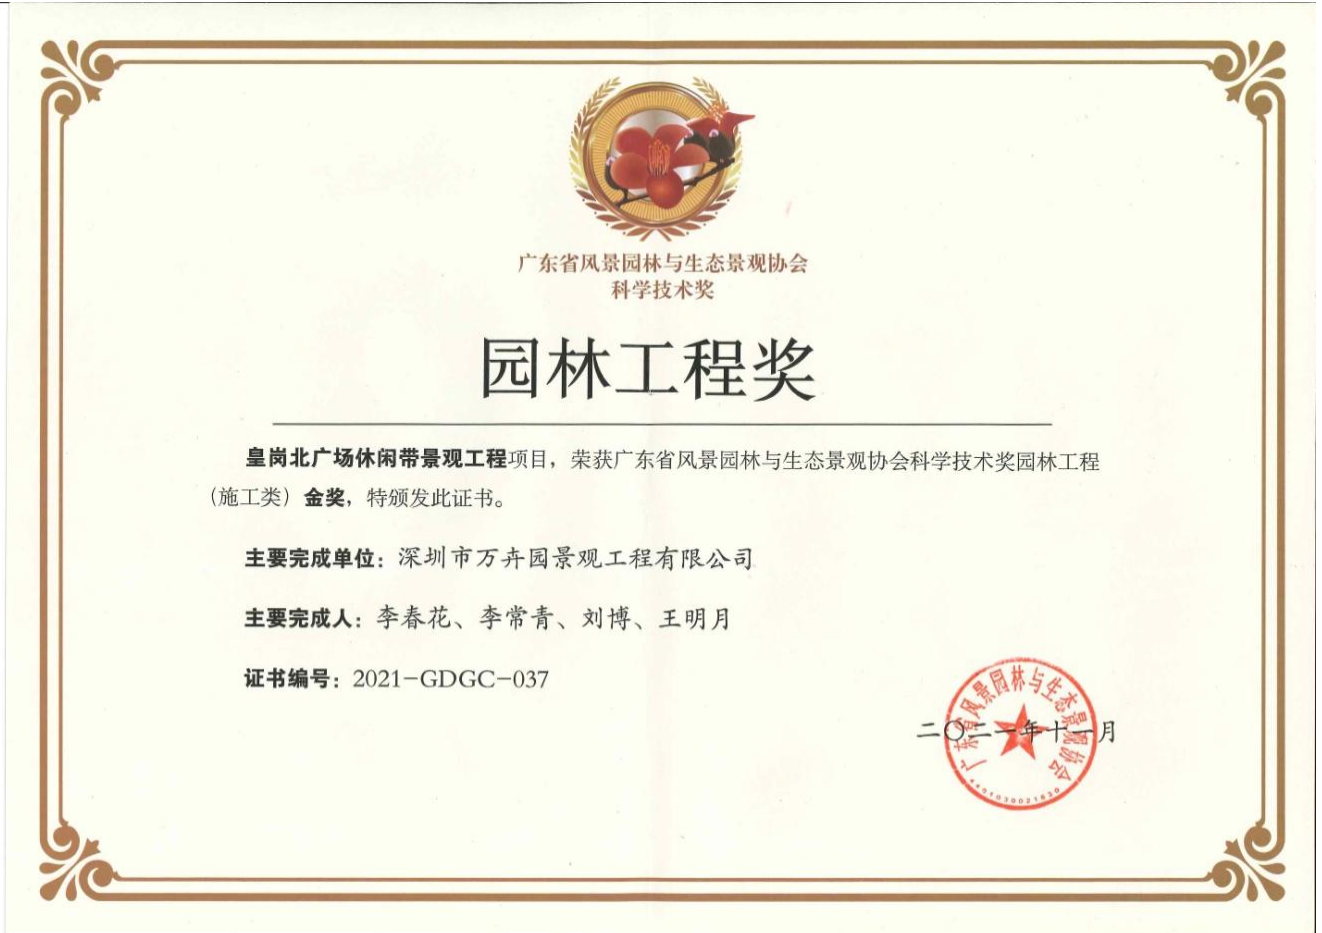 广东省风景园林与生态景观协会
科学技术奖
园林工程奖
皇岗北广场休闲带景观工程项目，荣获广东省风景园林与生态景观协会科学技术奖园林工程
（施工类）金奖，特颁发此证书。
主要完成单位：深圳市万卉园景观工程有限公司
主要完成人：李春花、李常青、刘博、王明月
证书编号：2021-GDGC-037
广东省风景园林与生态景观协会
二〇二一年十一月